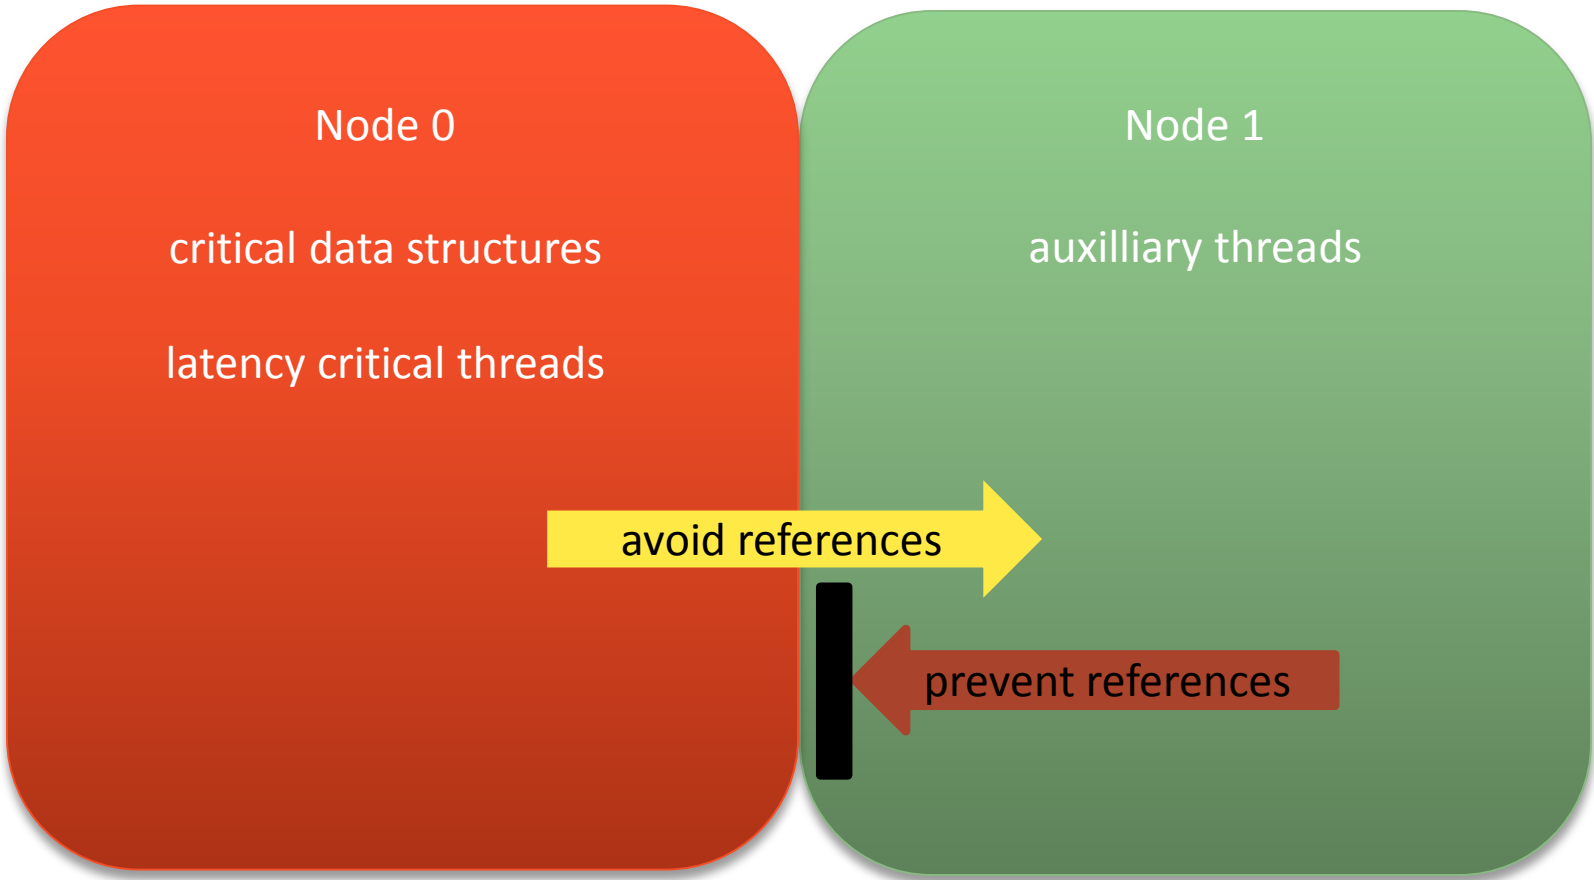 Node 0
critical data structures
latency critical threads
Node 1
auxilliary threads
avoid references
prevent references